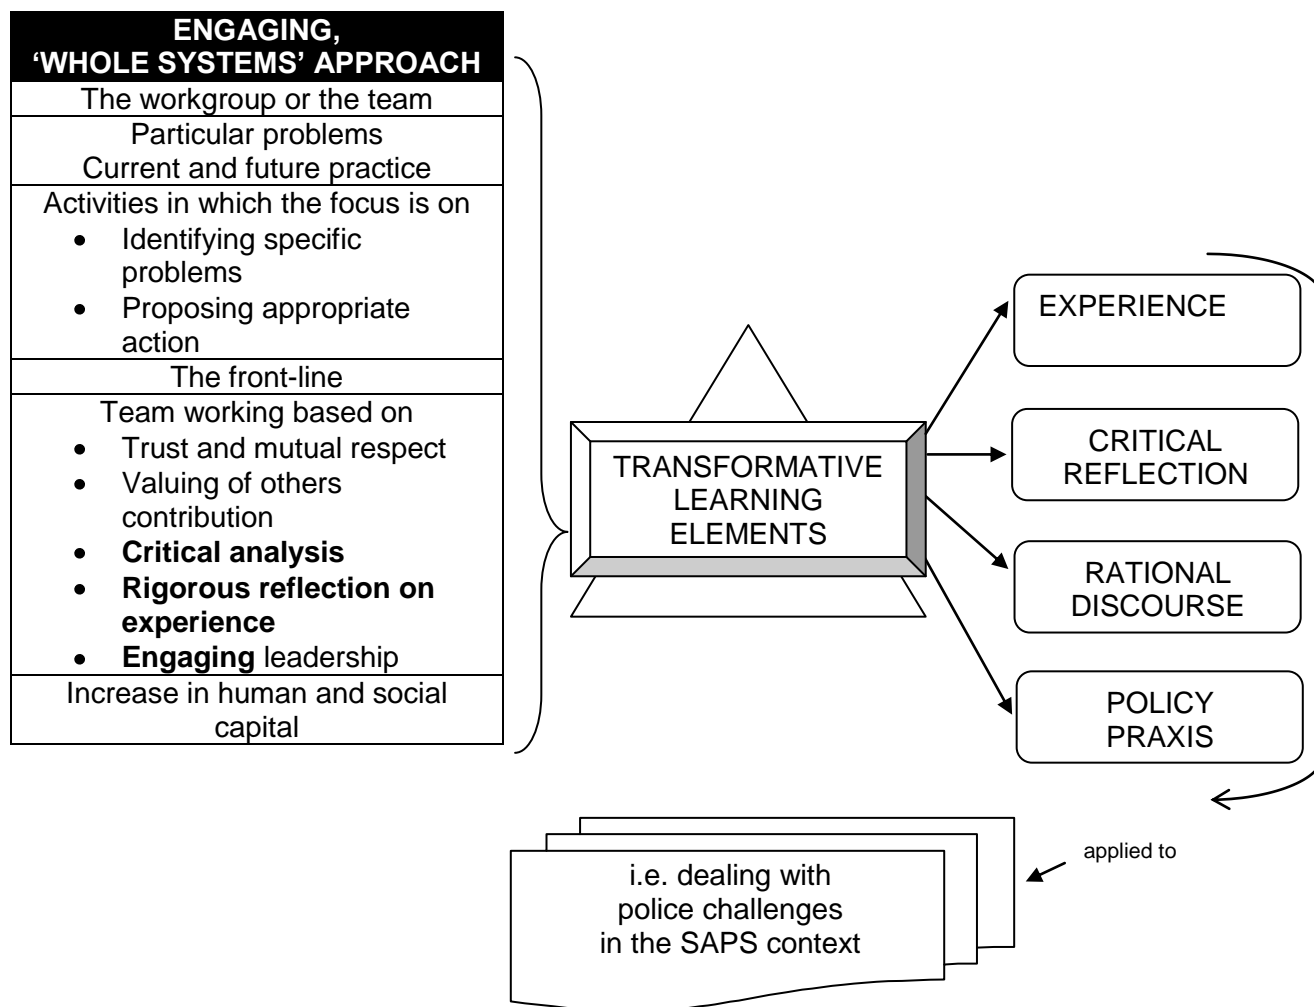 ENGAGING,
‘WHOLE SYSTEMS’ APPROACH
The workgroup or the team
Particular problems
Current and future practice
Activities in which the focus is on
• Identifying specific
problems
• Proposing appropriate
action
The front-line
Team working based on
• Trust and mutual respect
• Valuing of others
contribution
• Critical analysis
• Rigorous reflection on
experience
• Engaging leadership
Increase in human and social
capital
TRANSFORMATIVE
LEARNING
ELEMENTS
EXPERIENCE
CRITICAL
REFLECTION
RATIONAL
DISCOURSE
POLICY
PRAXIS
applied to
i.e. dealing with
police challenges
in the SAPS context